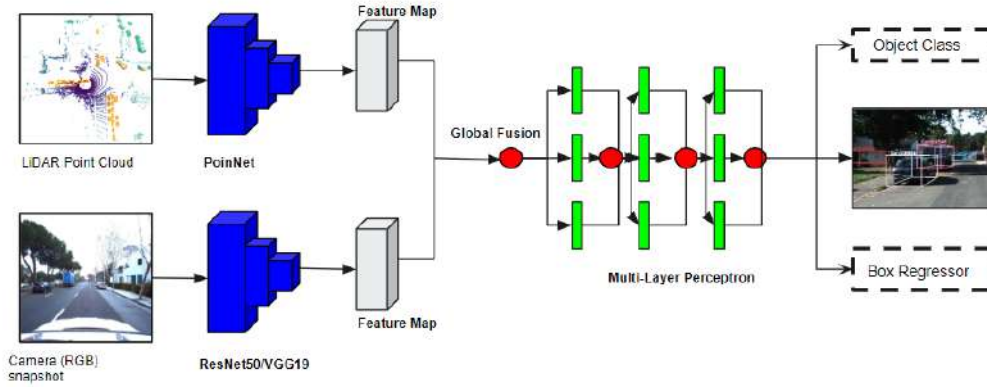 Feature Map
LiDAR Point Cloud
PoinNet
Global Fusion
Object Class
Multi-Layer Perceptron
Box Regressor
Feature Map
Camera (RGB)
snapshot
ResNet50/VGG19